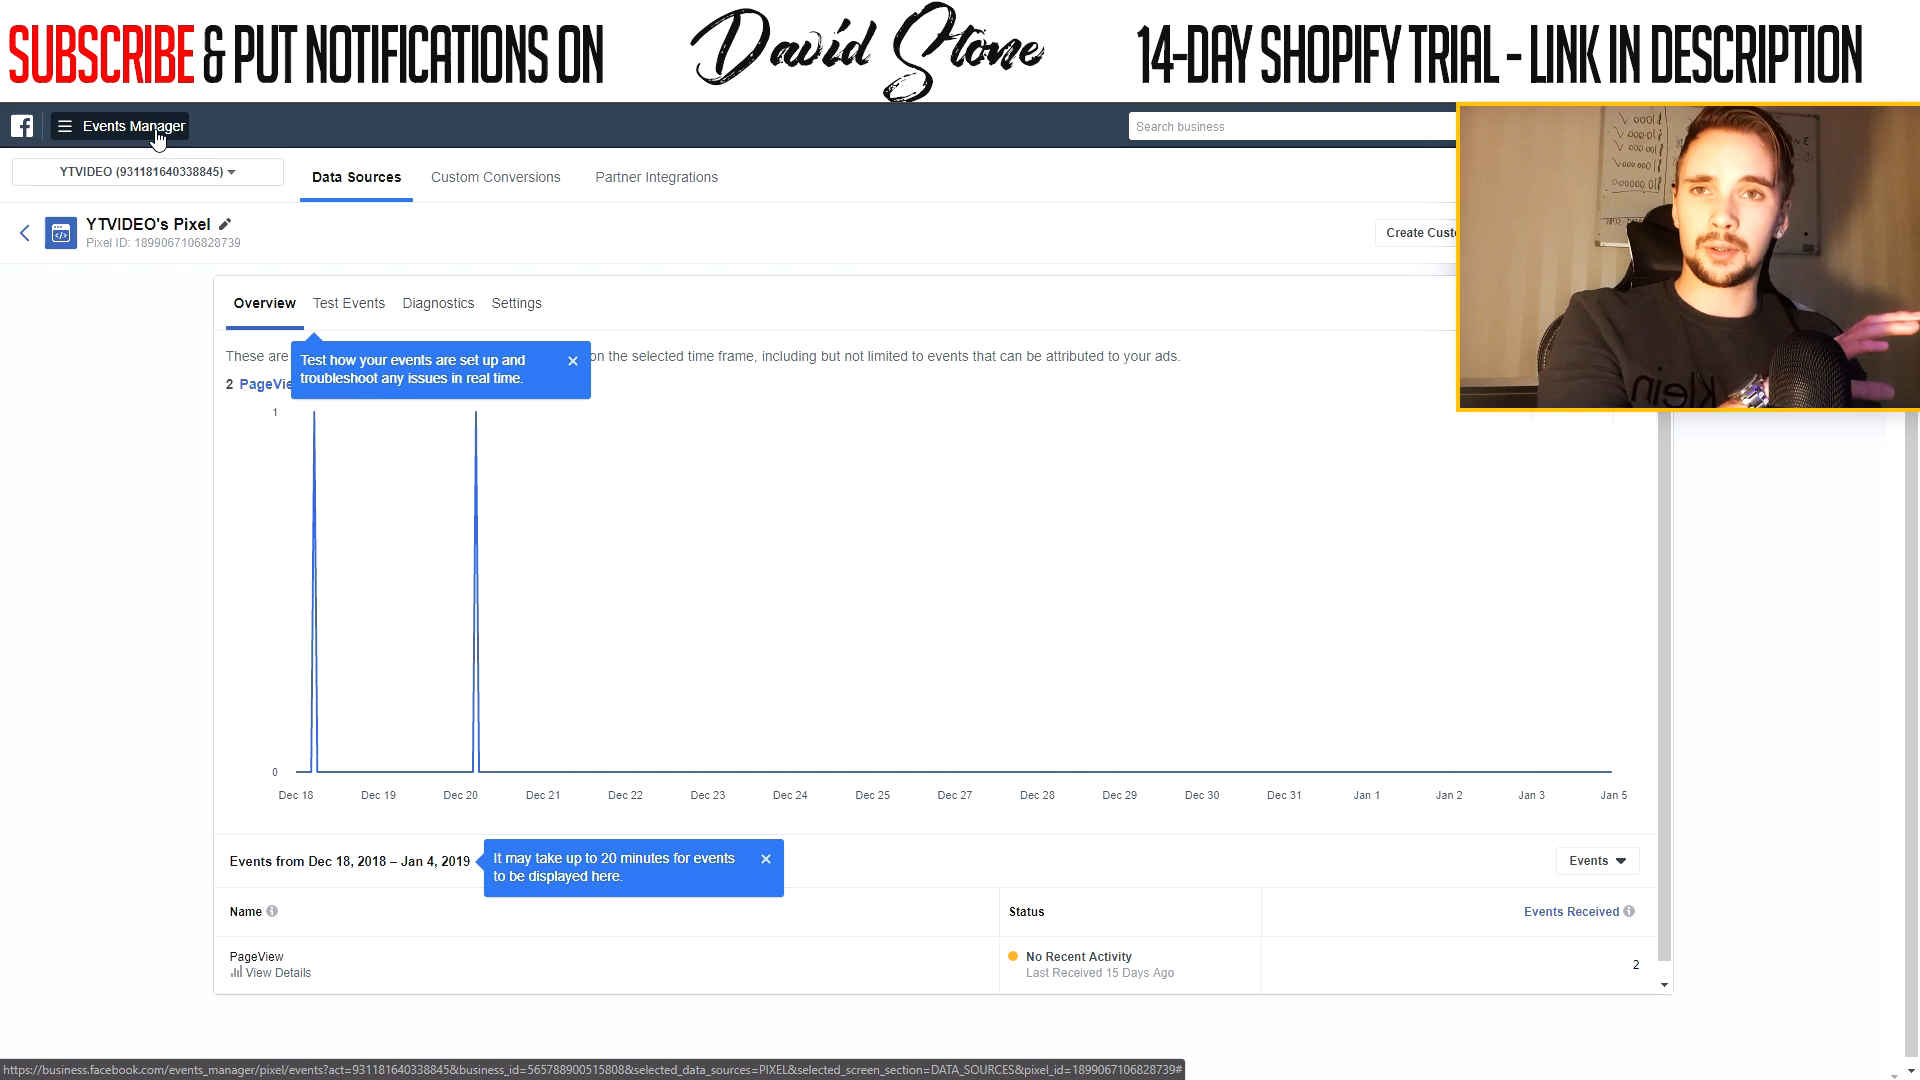 SUBSCRIBE & PUT NOTIFICATIONS ON
David Stone
14-DAY SHOPIFY TRIAL - LINK IN DESCRIPTION
Events Manager
Search business
YTVIDEO (931181640338845)
Data Sources
Custom Conversions
Partner Integrations
YTVIDEO's Pixel
Pixel ID: 1899067106828739
Create Cust
Overview
Test Events
Diagnostics
Settings
These are
on the selected time frame, including but not limited to events that can be attributed to your ads.
Test how your events are set up and
troubleshoot any issues in real time.
2 PageVie
1
0
Dec 18
Dec 19
Dec 20
Dec 21
Dec 22
Dec 23
Dec 24
Dec 25
Dec 27
Dec 28
Dec 29
Dec 30
Dec 31
Jan 1
Jan 2
Jan 3
Jan 5
Events from Dec 18, 2018 – Jan 4, 2019
It may take up to 20 minutes for events
to be displayed here.
Events
Name
Status
Events Received
PageView
View Details
No Recent Activity
Last Received 15 Days Ago
2
https://business.facebook.com/events_manager/pixel/events?act=931181640338845&business_id=565788900515808&selected_data_sources=PIXEL&selected_screen_section=DATA_SOURCES&pixel_id=1899067106828739#